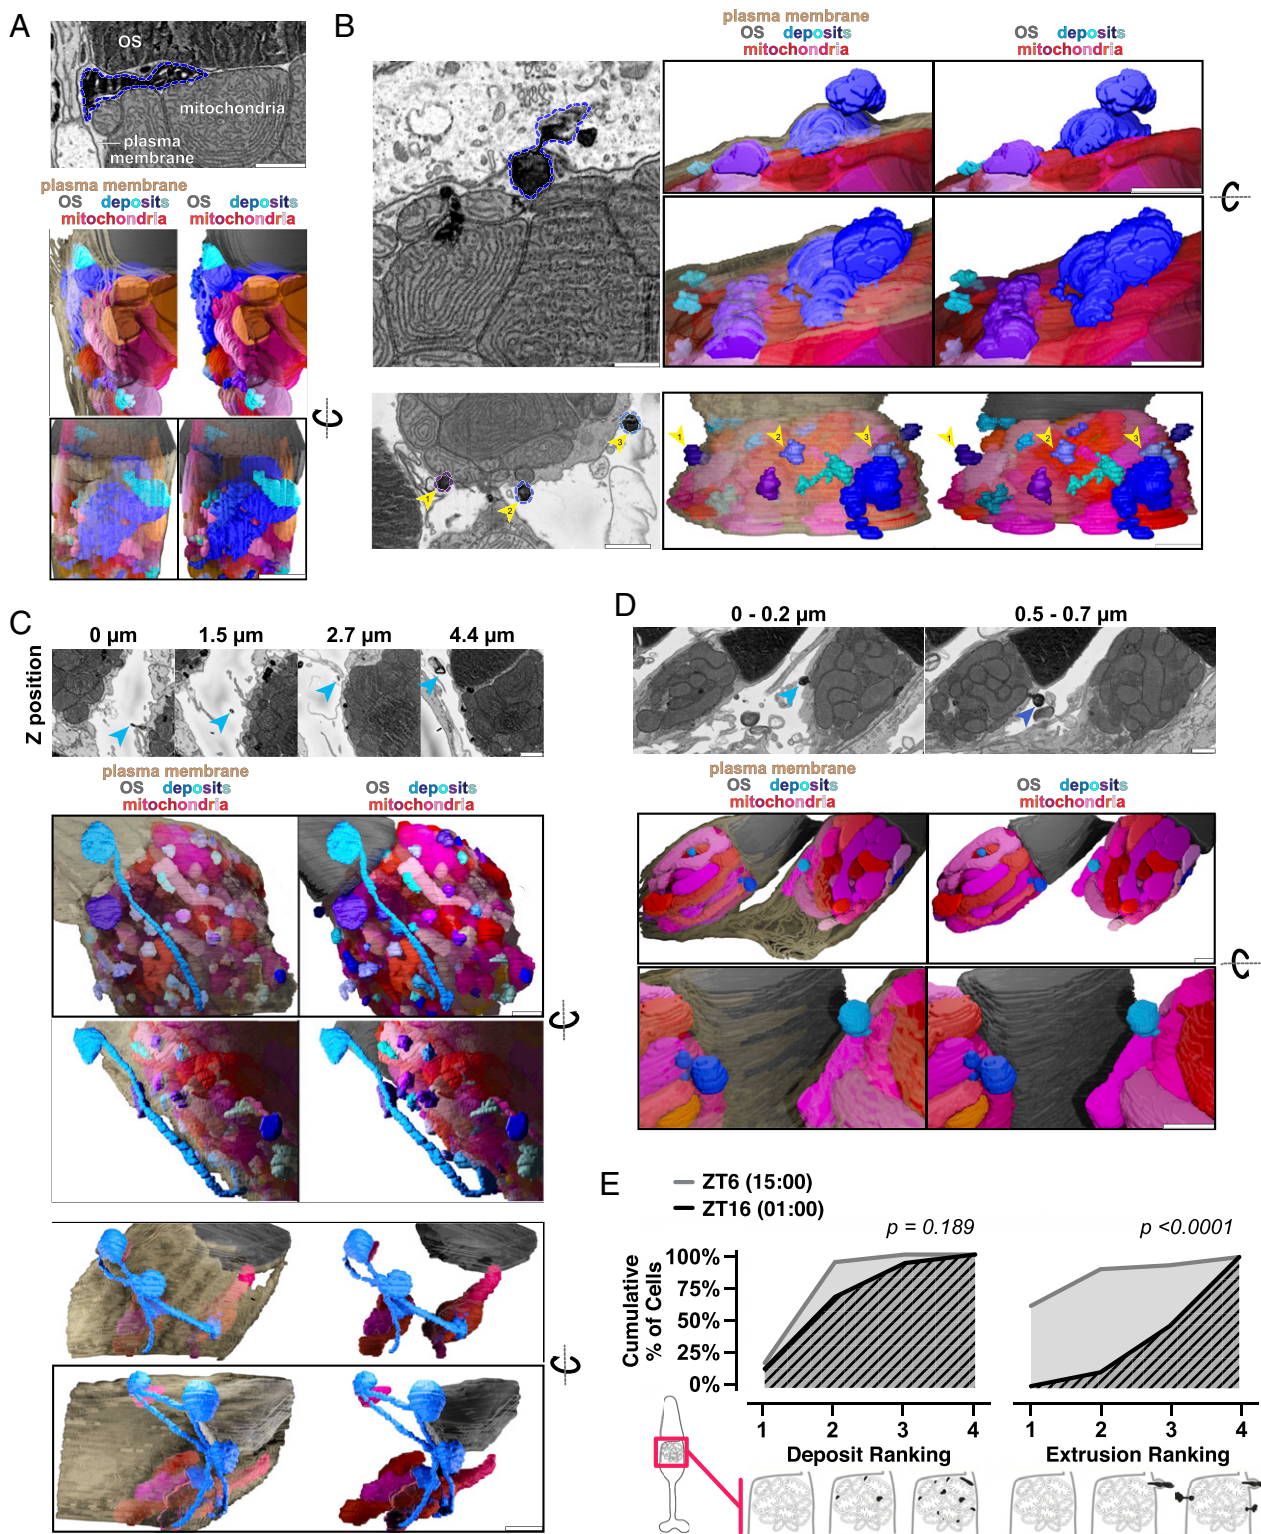 A
OS
mitochondria
plasma
membrane
plasma membrane
OS deposits OS deposits
mitochondria mitochondria
B
plasma membrane
OS deposits OS deposits
mitochondria mitochondria
3
1
2
1 2 3 1 2 3
C
0 µm 1.5 µm 2.7 µm 4.4 µm
Z position
plasma membrane
OS deposits OS deposits
mitochondria mitochondria
D
0 - 0.2 µm 0.5 - 0.7 µm
plasma membrane
OS deposits OS deposits
mitochondria mitochondria
E
ZT6 (15:00)
ZT16 (01:00)
p = 0.189 p <0.0001
Cumulative
% of Cells
100%
75%
50%
25%
0%
1 2 3 4 1 2 3 4
Deposit Ranking Extrusion Ranking